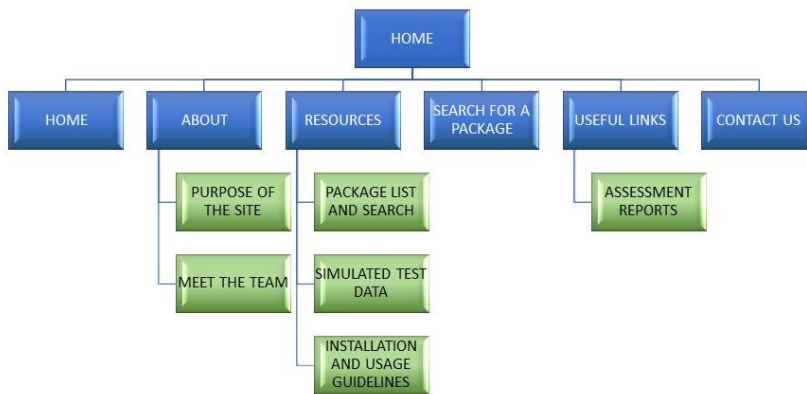 HOME
HOME
ABOUT
RESOURCES
SEARCH FOR A
PACKAGE
USEFUL LINKS
CONTACT US
PURPOSE OF
THE SITE
PACKAGE LIST
AND SEARCH
ASSESSMENT
REPORTS
MEET THE TEAM
SIMULATED TEST
DATA
INSTALLATION
AND USAGE
GUIDELINES